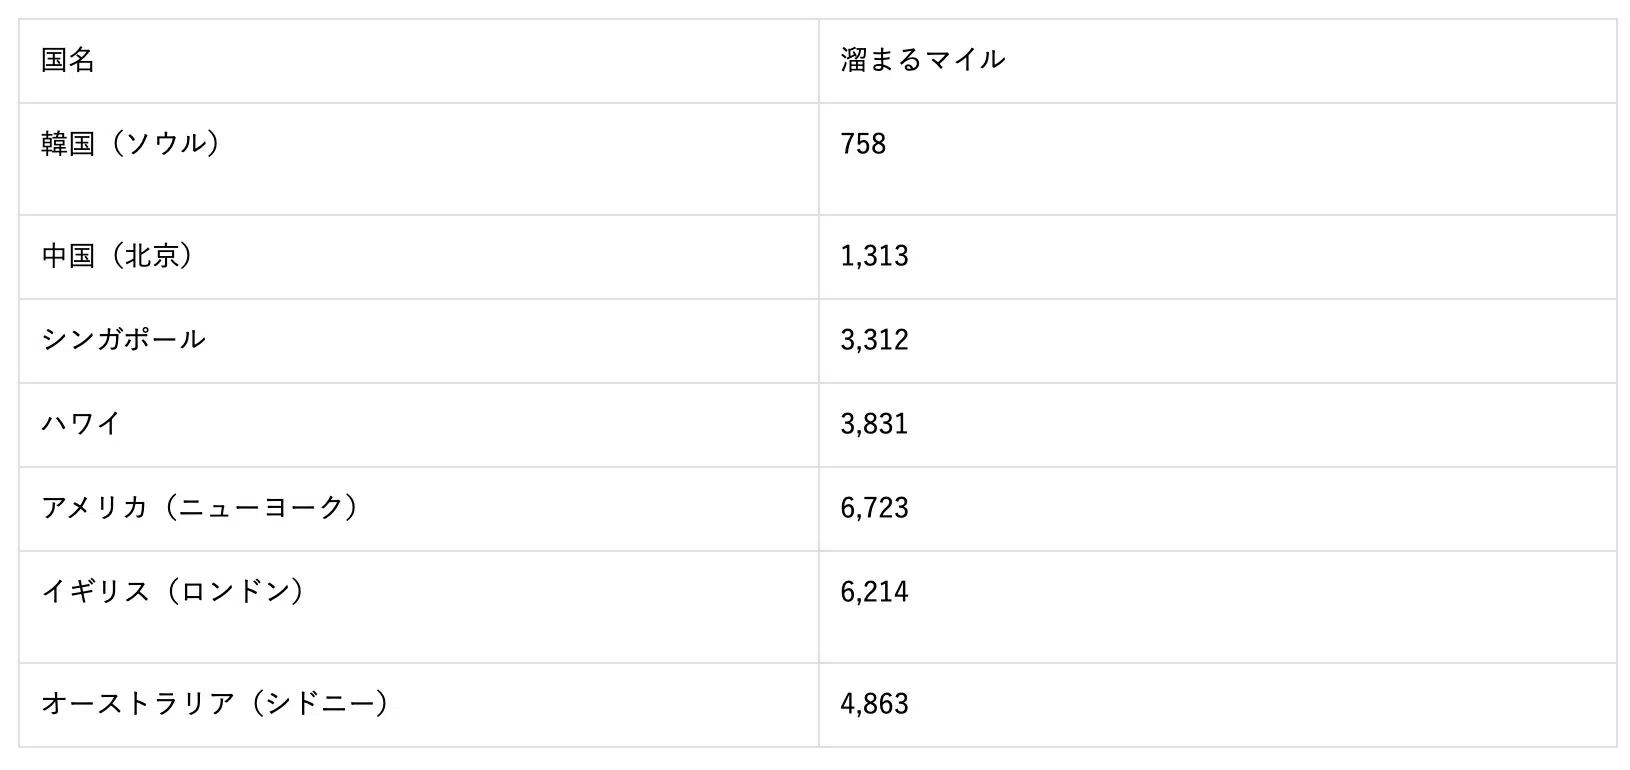 国名 溜まるマイル
韓国（ソウル） 758
中国（北京） 1,313
シンガポール 3,312
ハワイ 3,831
アメリカ（ニューヨーク） 6,723
イギリス（ロンドン） 6,214
オーストラリア（シドニー） 4,863